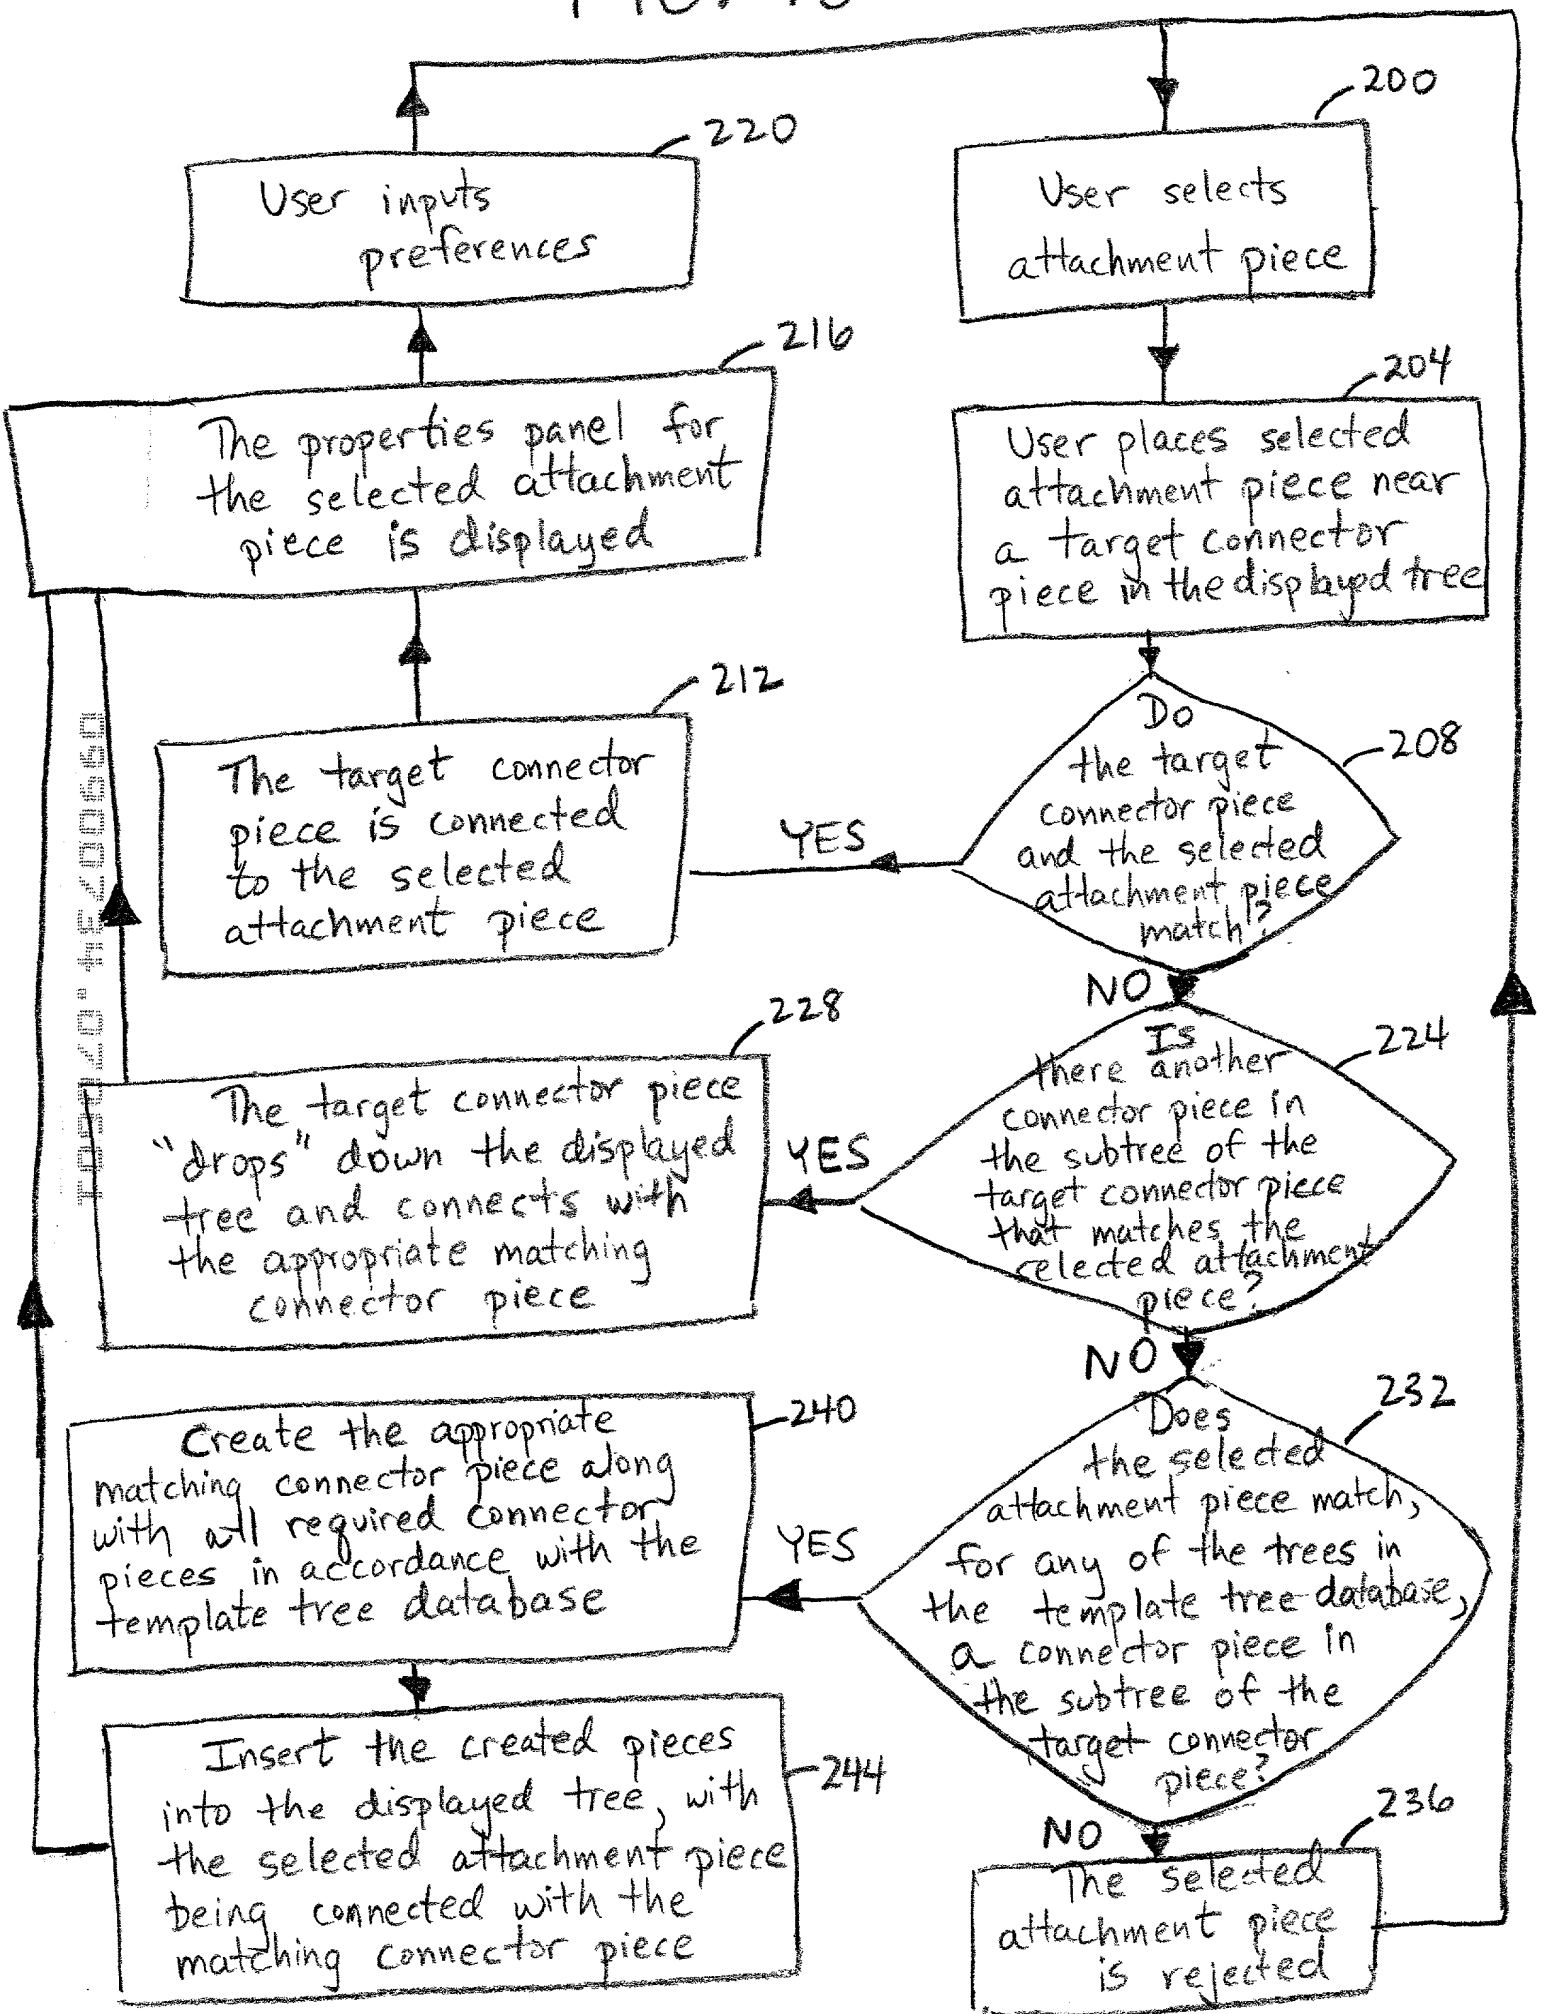 220
User inputs
preferences
200
User selects
attachment piece
216
The properties panel for
the selected attachment
piece is displayed
204
User places selected
attachment piece near
a target connector
piece in the displayed tree
212
The target connector
piece is connected
to the selected
attachment piece
208
Do
the target
connector piece
and the selected
attachment piece
match?
YES
NO
228
The target connector piece
"drops" down the displayed
tree and connects with
the appropriate matching
connector piece
224
Is
there another
connector piece in
the subtree of the
target connector piece
that matches the
selected attachment
piece?
YES
NO
240
Create the appropriate
matching connector piece along
with all required connector
pieces in accordance with the
template tree database
232
Does
the selected
attachment piece match,
for any of the trees in
the template tree database,
a connector piece in
the subtree of the
target connector
piece?
YES
NO
244
Insert the created pieces
into the displayed tree, with
the selected attachment piece
being connected with the
matching connector piece
236
The selected
attachment piece
is rejected